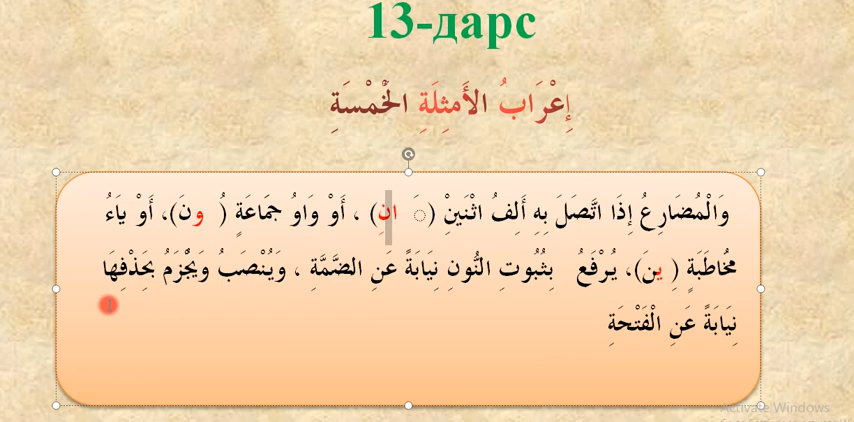 13-дарс
إِعْرَابُ الأَمثِلَةِ الْخَمْسَةِ
وَالْمُضَارِعُ إِذَا اتَّصَلَ بِهِ أَلِفُ اثْنَيْنِ (◌َ انِ) ، أَوْ وَاوُ جَمَاعَةٍ (ُ ونَ)، أَوْ يَاءُ
مُخَاطَبَةٍ (ِ ينَ)، يُرْفَعُ بِثُبُوتِ النُّونِ نِيَابَةً عَنِ الضَّمَّةِ ، وَيُنْصَبُ وَيُجْزَمُ بِحَذْفِهَا
نِيَابَةً عَنِ الْفَتْحَةِ
Activate Windows